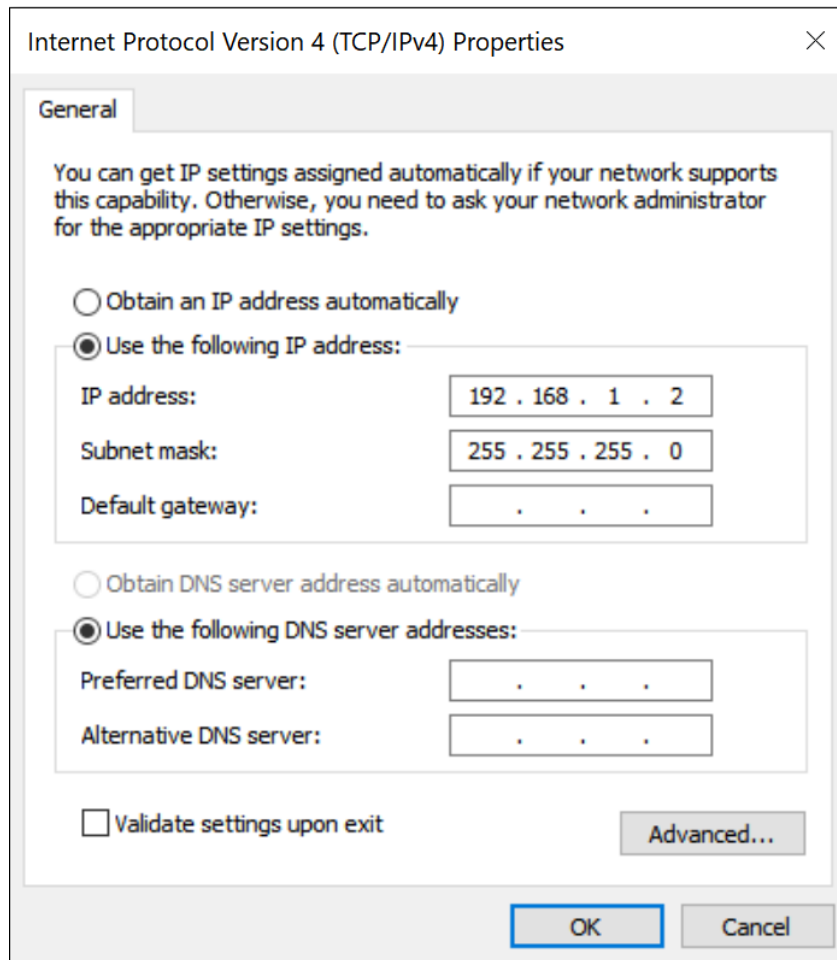 Internet Protocol Version 4 (TCP/IPv4) Properties
General
You can get IP settings assigned automatically if your network supports
this capability. Otherwise, you need to ask your network administrator
for the appropriate IP settings.
Obtain an IP address automatically
Use the following IP address:
IP address: 192 . 168 . 1 . 2
Subnet mask: 255 . 255 . 255 . 0
Default gateway: . . .
Obtain DNS server address automatically
Use the following DNS server addresses:
Preferred DNS server: . . .
Alternative DNS server: . . .
Validate settings upon exit
Advanced...
OK Cancel